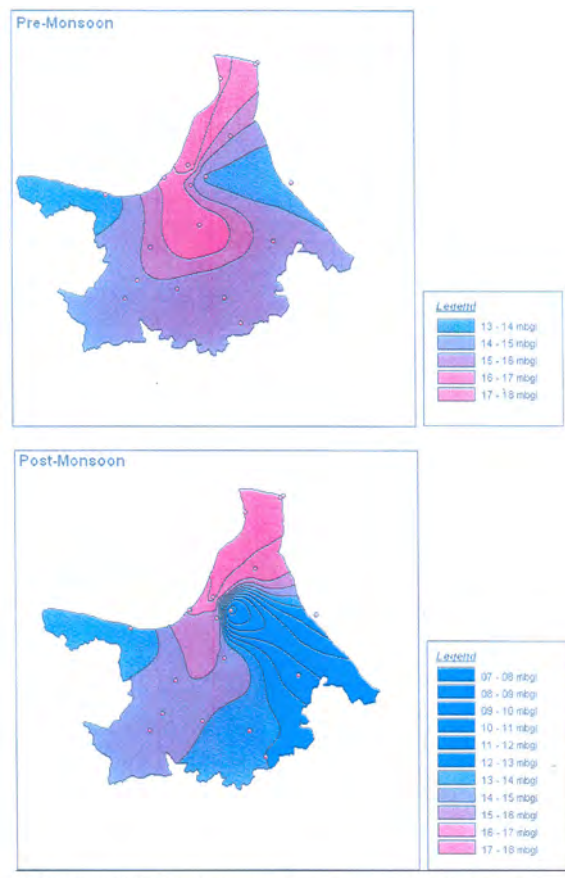 Pre-Monsoon
Legend
13 - 14 mbgl
14 - 15 mbgl
15 - 16 mbgl
16 - 17 mbgl
17 - 18 mbgl
Post-Monsoon
Legend
07 - 08 mbgl
08 - 09 mbgl
09 - 10 mbgl
10 - 11 mbgl
11 - 12 mbgl
12 - 13 mbgl
13 - 14 mbgl
14 - 15 mbgl
15 - 16 mbgl
16 - 17 mbgl
17 - 18 mbgl